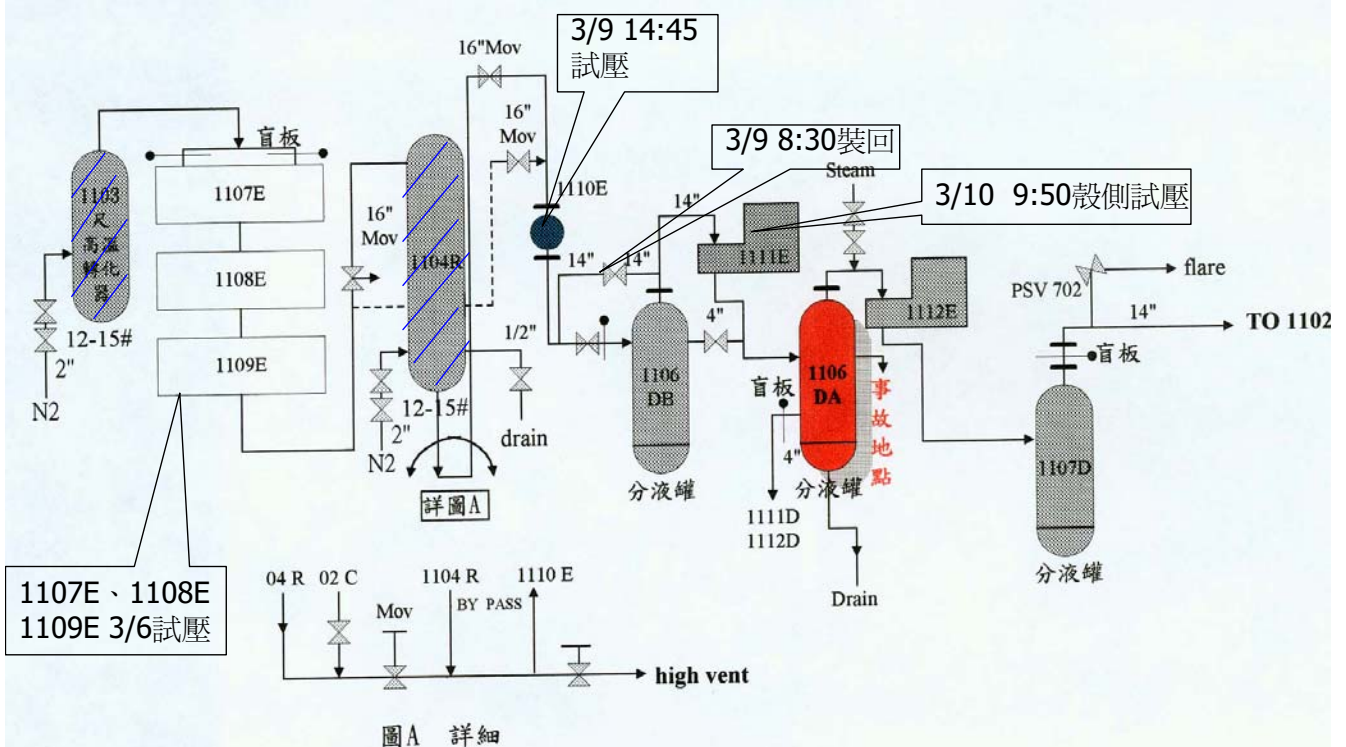 3/9 14:45
試壓
16"Mov
16"
Mov
盲板
3/9 8:30裝回
Steam
1103
尺
高溫
轉化
器
1107E
1110E
3/10 9:50殼側試壓
16"
Mov
1104R
14"
14"
14"
1111E
flare
PSV 702
1108E
1112E
14"
TO 1102
4"
12-15#
1/2"
盲板
1109E
2"
1106
DB
盲板
1106
DA
事故地點
N2
12-15#
2"
drain
N2
4"
1107D
詳圖A
分液罐
分液罐
1111D
1112D
分液罐
1107E、1108E
1109E 3/6試壓
04 R
02 C
1104 R
1110 E
BY PASS
Mov
Drain
high vent
圖A 詳細